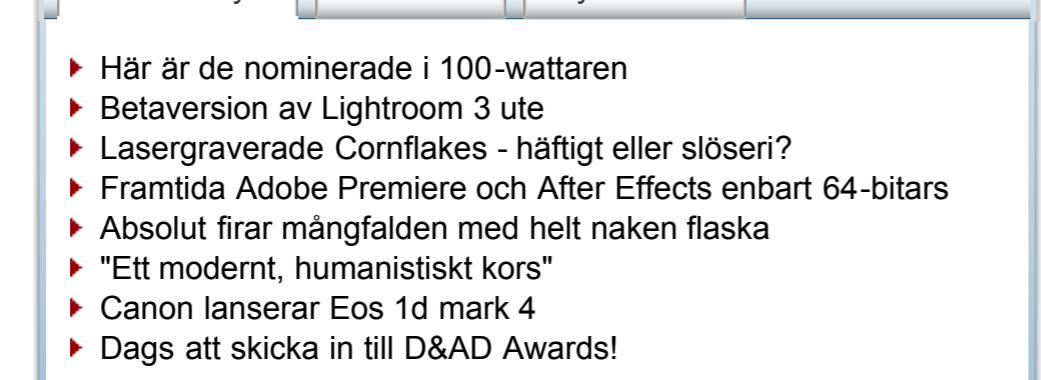 Här är de nominerade i 100-wattaren
Betaversion av Lightroom 3 ute
Lasergraverade Cornflakes - häftigt eller slöseri?
Framtida Adobe Premiere och After Effects enbart 64-bitars
Absolut firar mångfalden med helt naken flaska
"Ett modernt, humanistiskt kors"
Canon lanserar Eos 1d mark 4
Dags att skicka in till D&AD Awards!